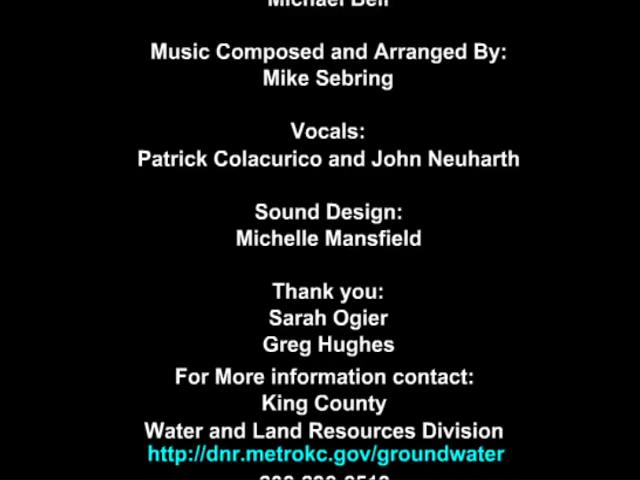 Michael Bell
Music Composed and Arranged By:
Mike Sebring
Vocals:
Patrick Colacurico and John Neuharth
Sound Design:
Michelle Mansfield
Thank you:
Sarah Ogier
Greg Hughes
For More information contact:
King County
Water and Land Resources Division
http://dnr.metrokc.gov/groundwater